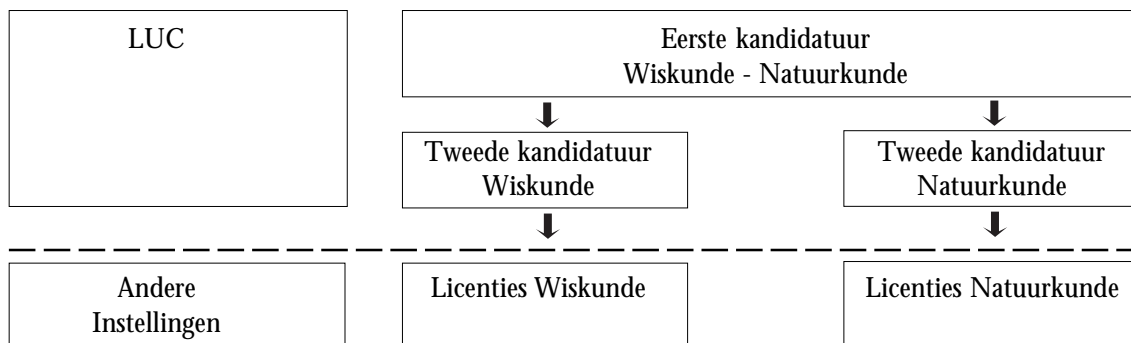 LUC
Eerste kandidatuur
Wiskunde - Natuurkunde
Tweede kandidatuur
Wiskunde
Tweede kandidatuur
Natuurkunde
Andere
Instellingen
Licenties Wiskunde
Licenties Natuurkunde